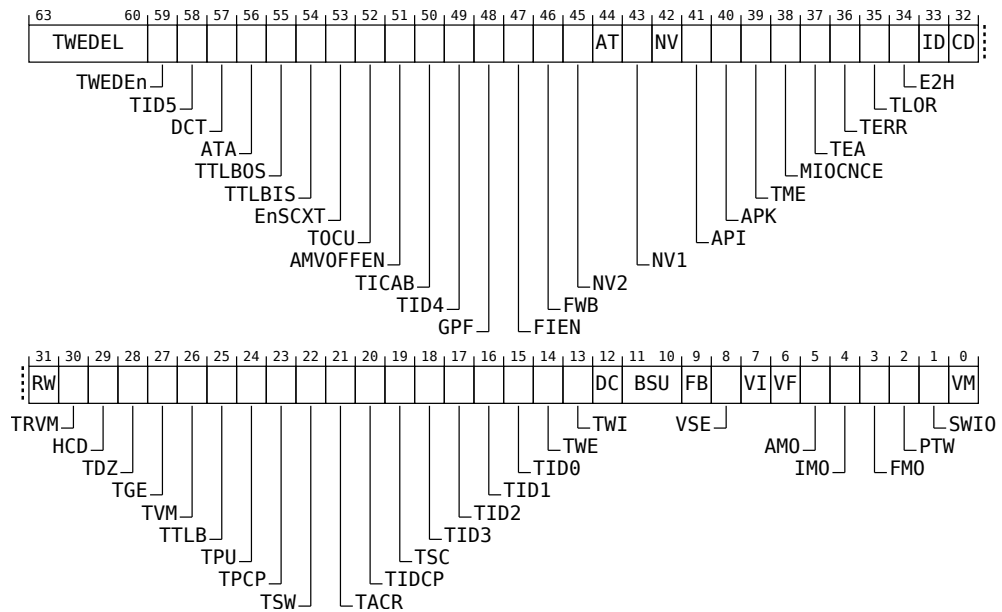 63 60 59 58 57 56 55 54 53 52 51 50 49 48 47 46 45 44 43 42 41 40 39 38 37 36 35 34 33 32
TWEDEL AT NV ID CD
TWEDEn E2H
TID5 TLOR
DCT TERR
ATA TEA
TTLBOS MIOCNCE
TTLBIS TME
EnSCXT APK
TOCU API
AMVOFFEN NV1
TICAB NV2
TID4 FWB
GPF FIEN
31 30 29 28 27 26 25 24 23 22 21 20 19 18 17 16 15 14 13 12 11 10 9 8 7 6 5 4 3 2 1 0
RW DC BSU FB VI VF VM
TRVM TWI VSE SWIO
HCD TWE AMO PTW
TDZ TID0 IMO FMO
TGE TID1
TVM TID2
TTLB TID3
TPU TSC
TPCP TIDCP
TSW TACR